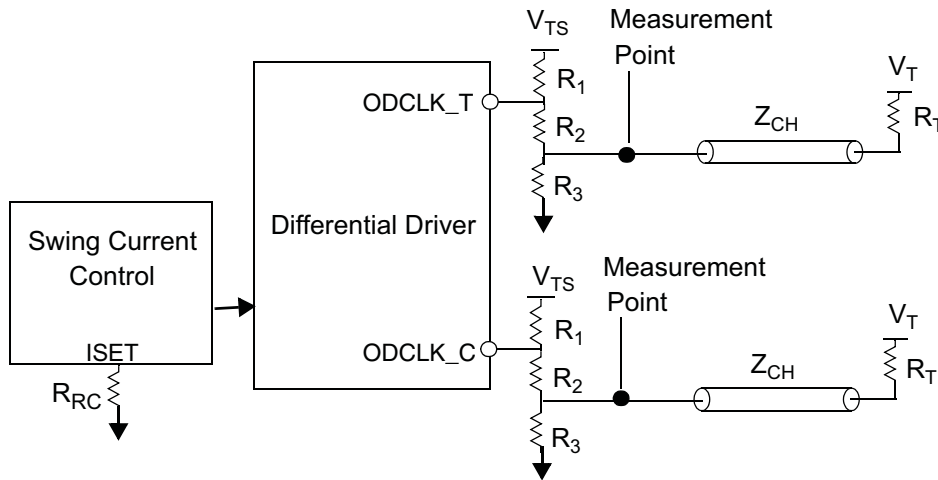 V_TS
Measurement
Point
R_1
V_T
ODCLK_T
R_2
Z_CH
R_T
R_3
Swing Current
Control
Differential Driver
V_TS
Measurement
Point
R_1
V_T
ISET
ODCLK_C
R_2
Z_CH
R_T
R_RC
R_3